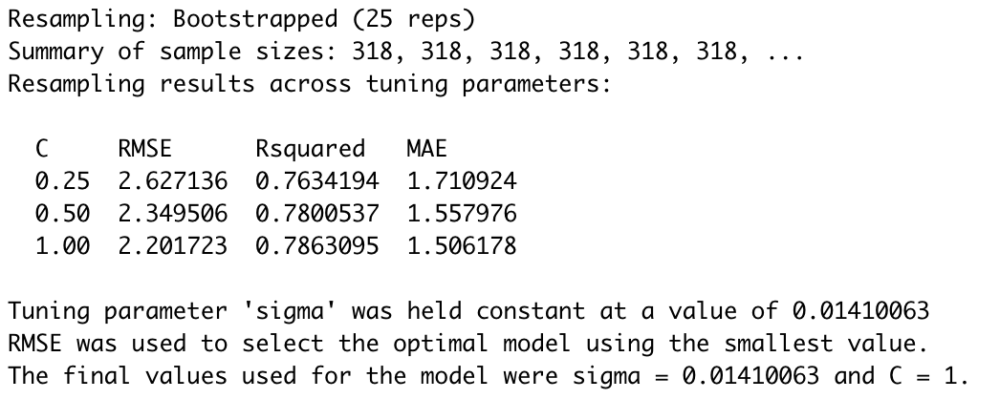 Resampling: Bootstrapped (25 reps)
Summary of sample sizes: 318, 318, 318, 318, 318, 318, ...
Resampling results across tuning parameters:

  C     RMSE      Rsquared   MAE
  0.25  2.627136  0.7634194  1.710924
  0.50  2.349506  0.7800537  1.557976
  1.00  2.201723  0.7863095  1.506178

Tuning parameter 'sigma' was held constant at a value of 0.01410063
RMSE was used to select the optimal model using the smallest value.
The final values used for the model were sigma = 0.01410063 and C = 1.